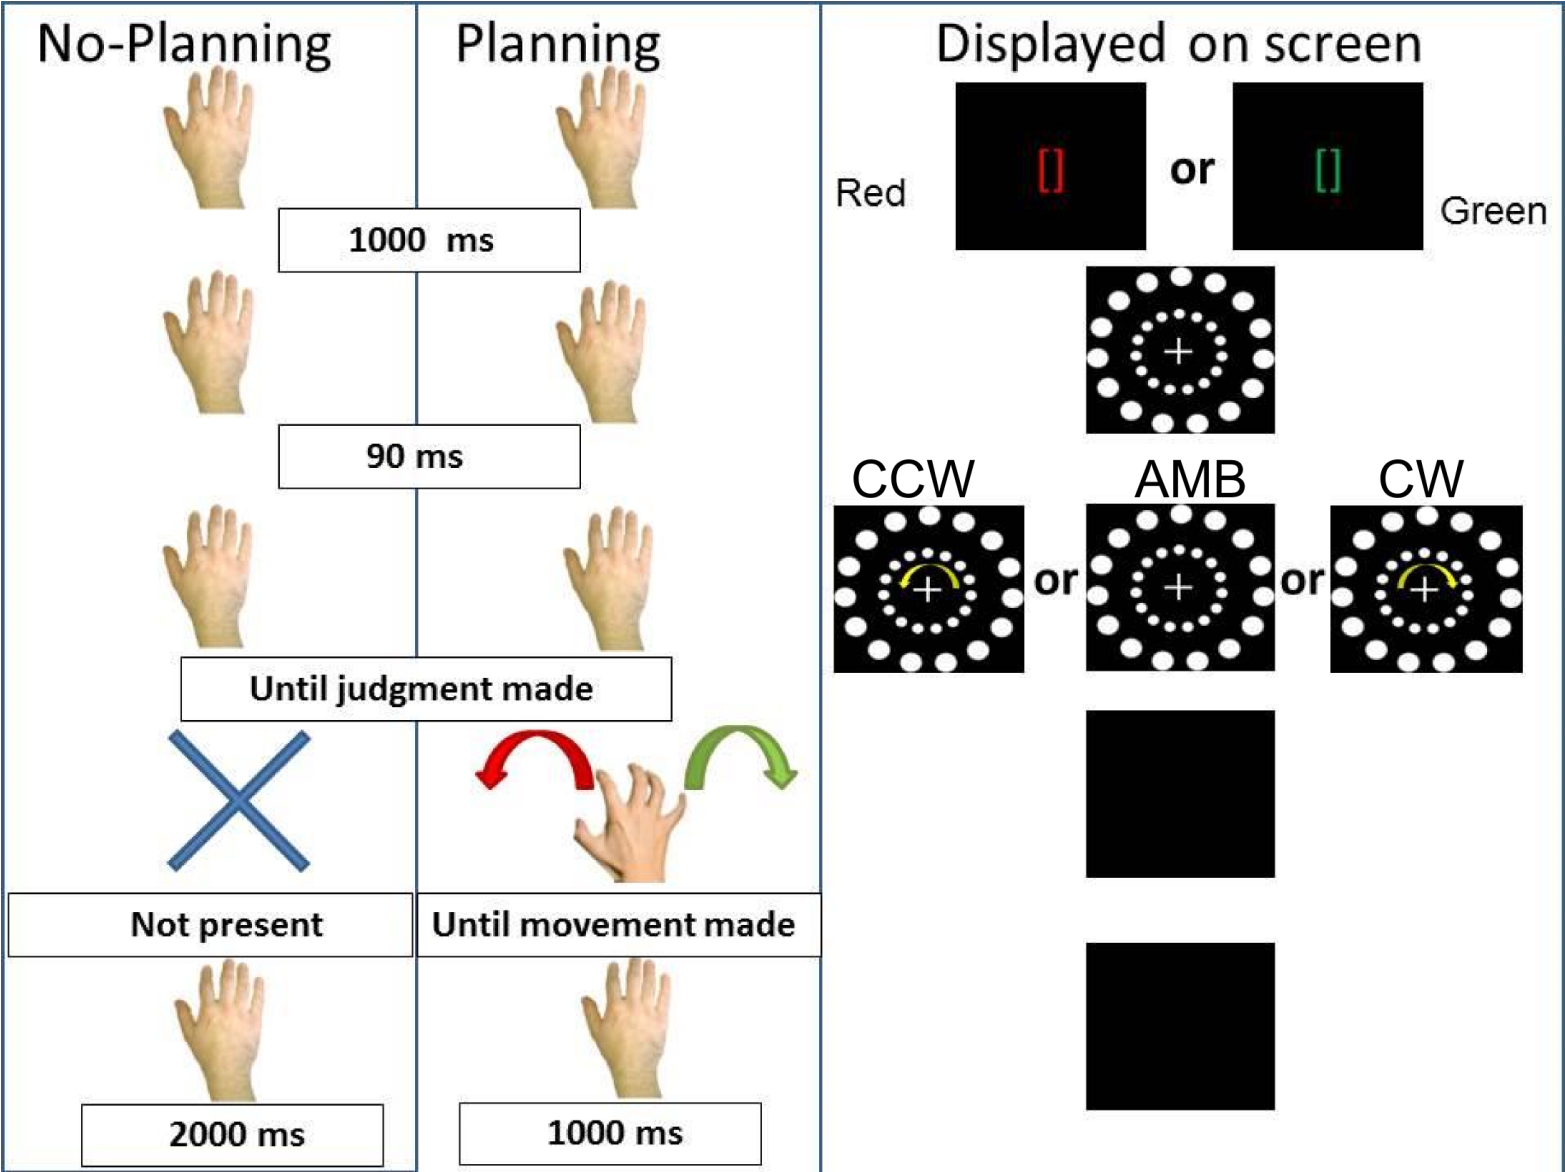 No-Planning
Planning
Displayed on screen
[]
or
[]
Red
Green
1000 ms
90 ms
CCW
AMB
CW
or
or
Until judgment made
Not present
Until movement made
2000 ms
1000 ms